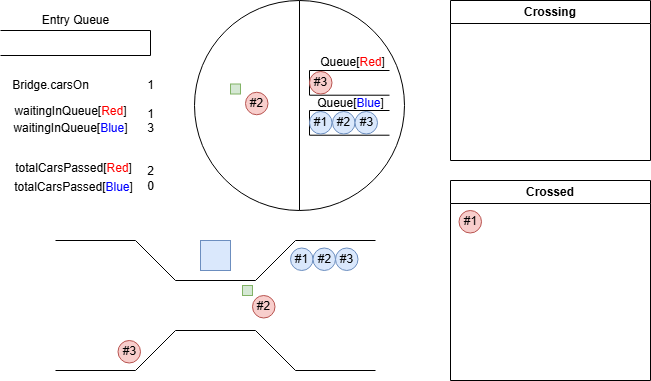 Entry Queue
Bridge.carsOn 1
waitingInQueue[Red] 1
waitingInQueue[Blue] 3
totalCarsPassed[Red] 2
totalCarsPassed[Blue] 0
#2
Queue[Red]
#3
Queue[Blue]
#1 #2 #3
Crossing
Crossed
#1
#1 #2 #3
#2
#3